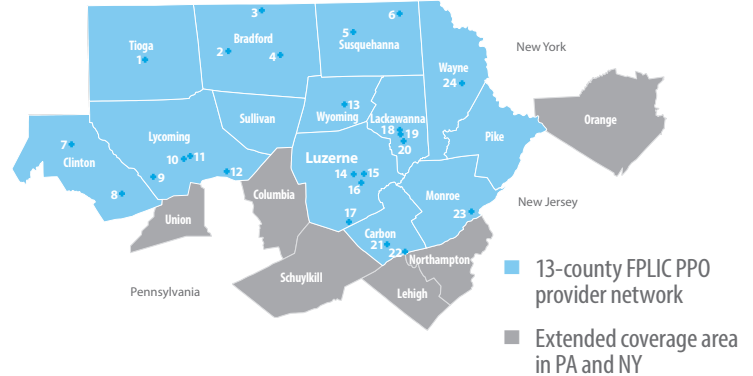 3
6
Tioga
1
Bradford
2
4
5
Susquehanna
New York
Wayne
24
13
Wyoming
Lackawanna
18
19
20
Sullivan
Orange
Pike
7
Clinton
Lycoming
10
11
9
12
8
Luzerne
14
15
16
17
Columbia
Monroe
23
New Jersey
Union
Carbon
21
22
Northampton
Schuylkill
Lehigh
Pennsylvania
13-county FPLIC PPO
provider network
Extended coverage area
in PA and NY